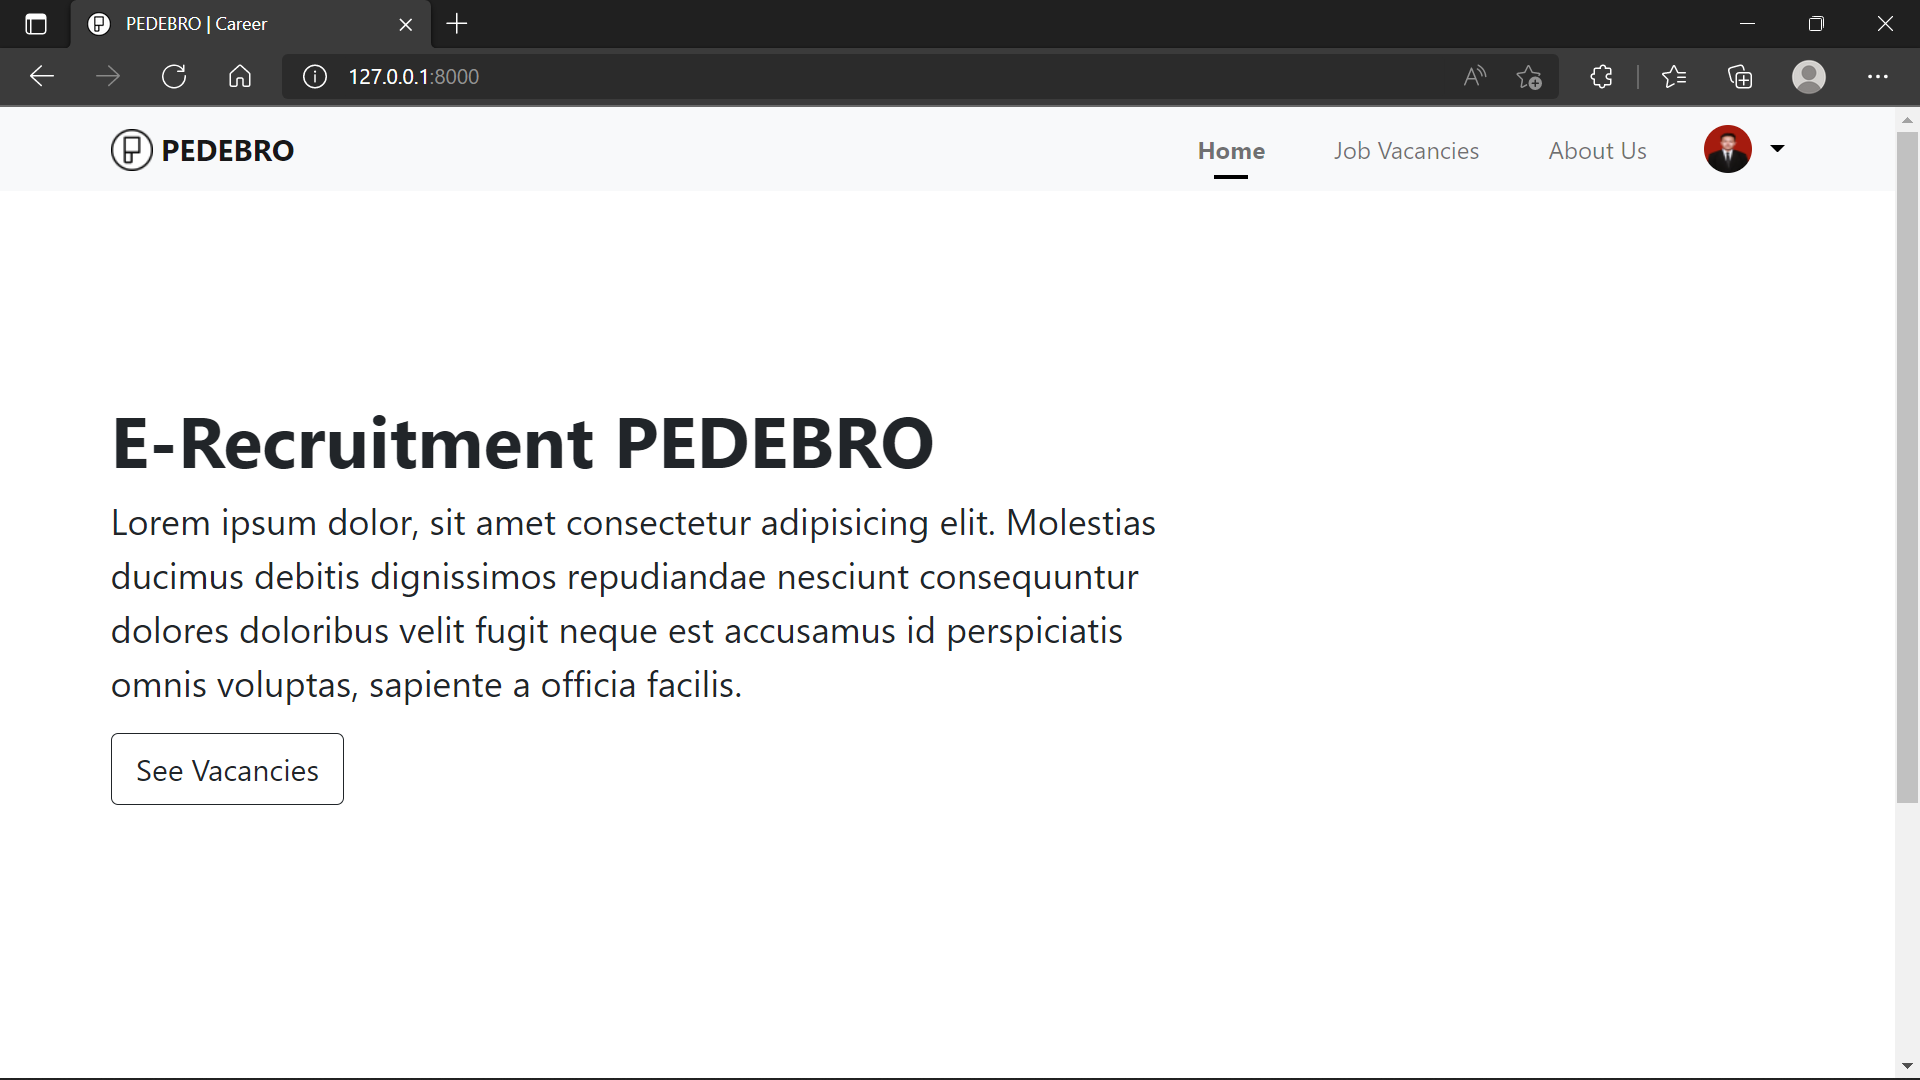 PEDEBRO | Career
127.0.0.1:8000
PEDEBRO
Home
Job Vacancies
About Us
E-Recruitment PEDEBRO
Lorem ipsum dolor, sit amet consectetur adipisicing elit. Molestias
ducimus debitis dignissimos repudiandae nesciunt consequuntur
dolores doloribus velit fugit neque est accusamus id perspiciatis
omnis voluptas, sapiente a officia facilis.
See Vacancies